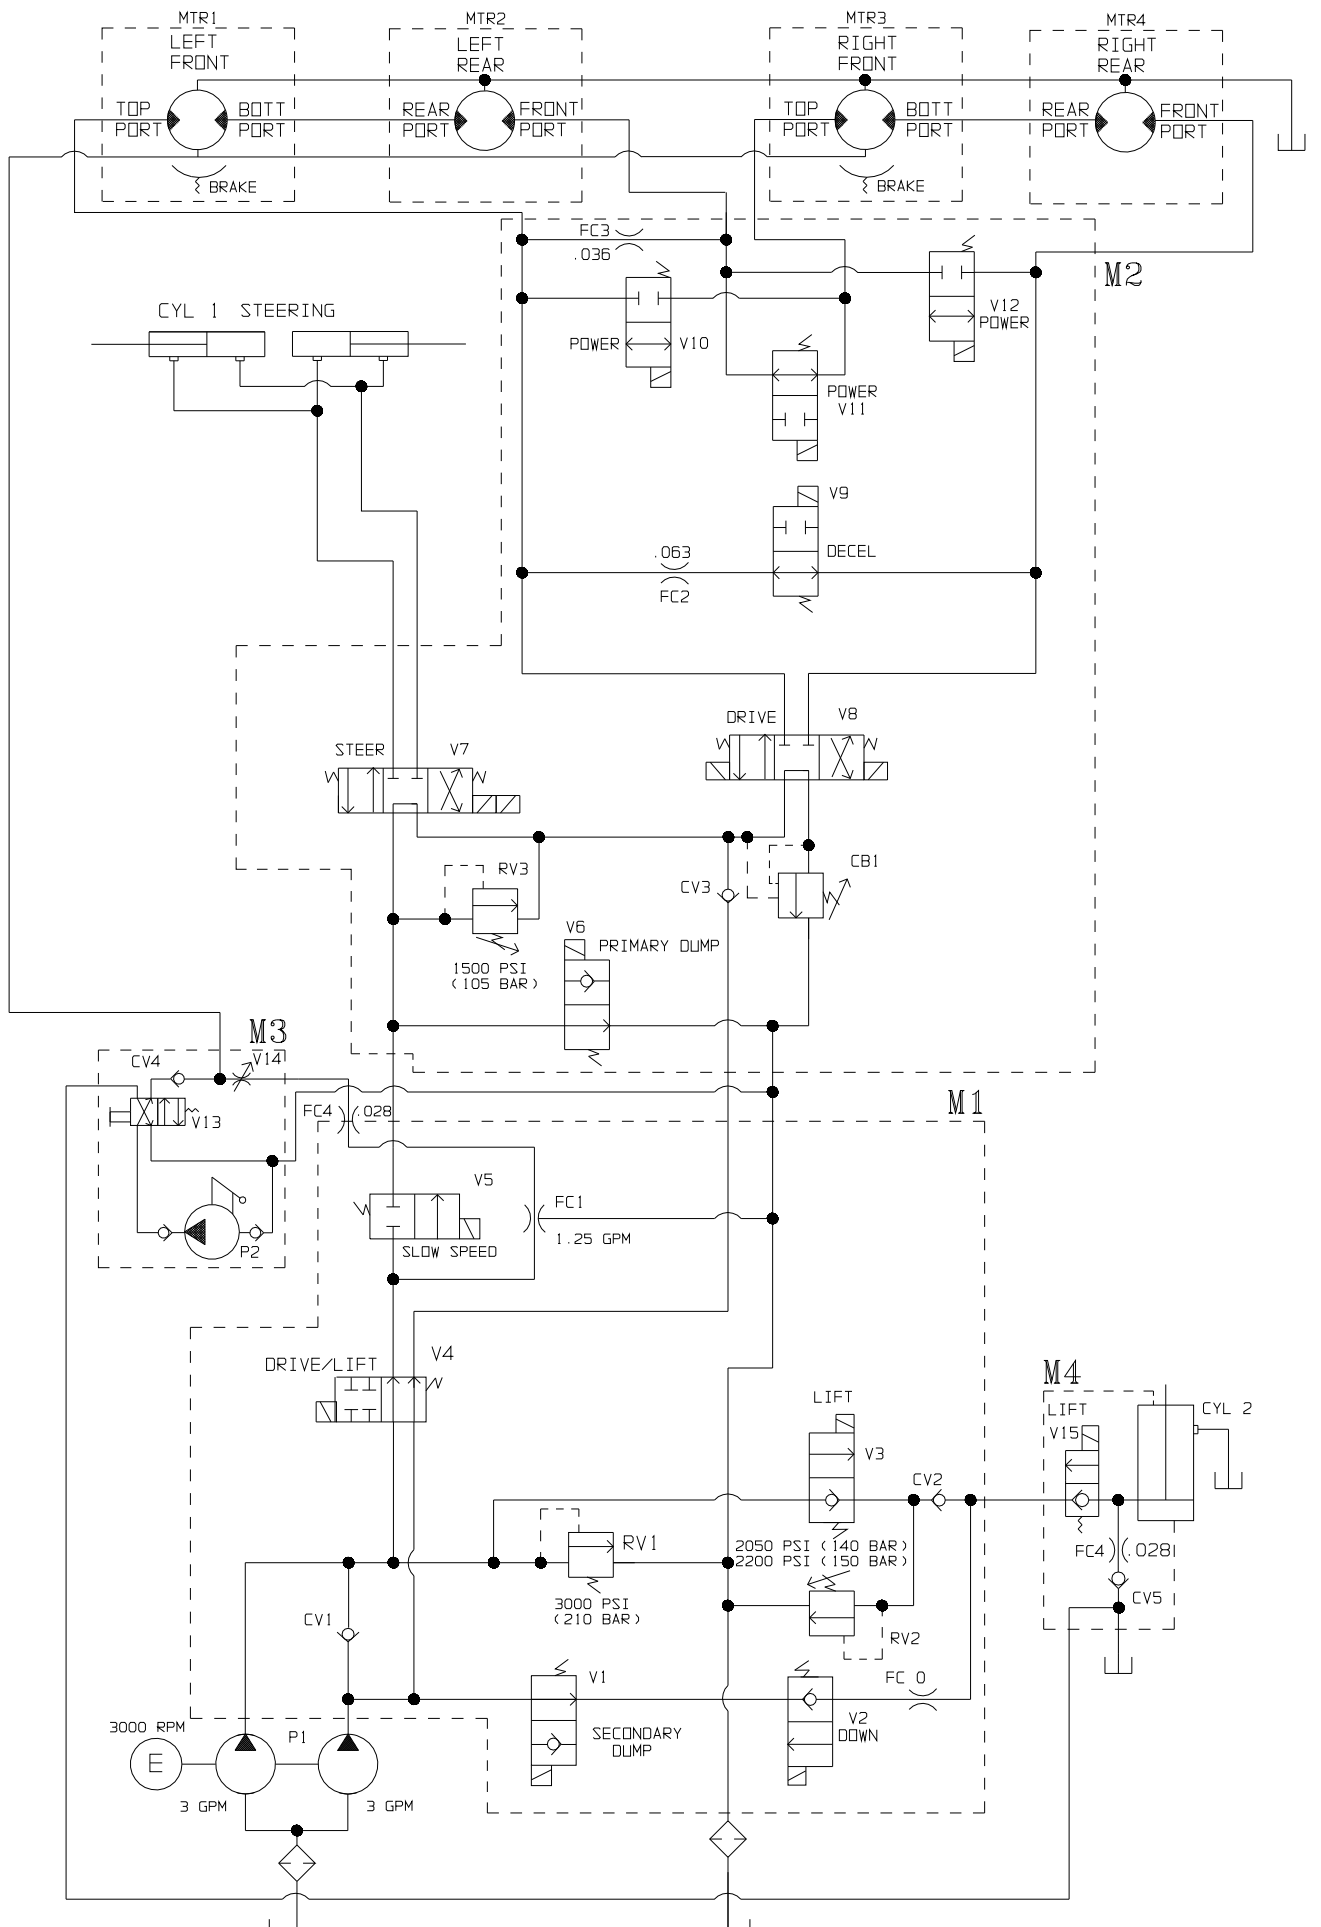 MTR1
MTR2
MTR3
MTR4
LEFT
FRONT
LEFT
REAR
RIGHT
FRONT
RIGHT
REAR
TOP
PORT
BOTT
PORT
REAR
PORT
FRONT
PORT
TOP
PORT
BOTT
PORT
REAR
PORT
FRONT
PORT
BRAKE
BRAKE
FC3
.036
M2
V12
POWER
CYL 1 STEERING
POWER
V10
POWER
V11
V9
.063
DECEL
FC2
DRIVE
V8
STEER
V7
RV3
CB1
CV3
V6
PRIMARY DUMP
1500 PSI
(105 BAR)
M3
CV4
V14
V13
FC4
.028
M1
V5
FC1
1.25 GPM
SLOW SPEED
P2
DRIVE/LIFT
V4
M4
LIFT
LIFT
CYL 2
V15
V3
CV2
RV1
2050 PSI (140 BAR)
2200 PSI (150 BAR)
FC4
.028
3000 PSI
(210 BAR)
CV5
CV1
RV2
V1
FC 0
V2
DOWN
SECONDARY
DUMP
3000 RPM
P1
E
3 GPM
3 GPM